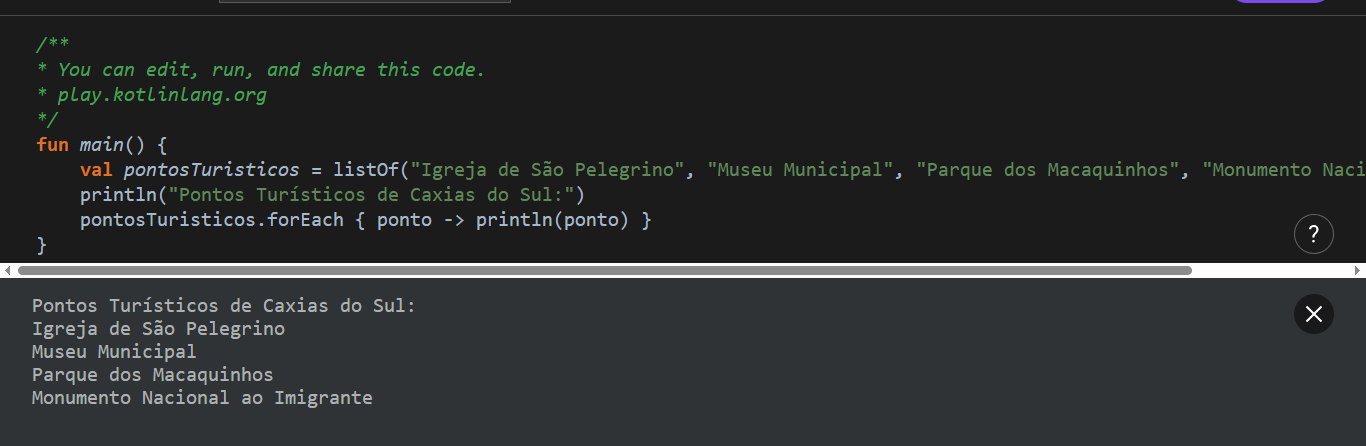 /**
* You can edit, run, and share this code.
* play.kotlinlang.org
*/
fun main() {
    val pontosTuristicos = listOf("Igreja de São Pelegrino", "Museu Municipal", "Parque dos Macaquinhos", "Monumento Naci
    println("Pontos Turísticos de Caxias do Sul:")
    pontosTuristicos.forEach { ponto -> println(ponto) }
}
?
Pontos Turísticos de Caxias do Sul:
Igreja de São Pelegrino
Museu Municipal
Parque dos Macaquinhos
Monumento Nacional ao Imigrante